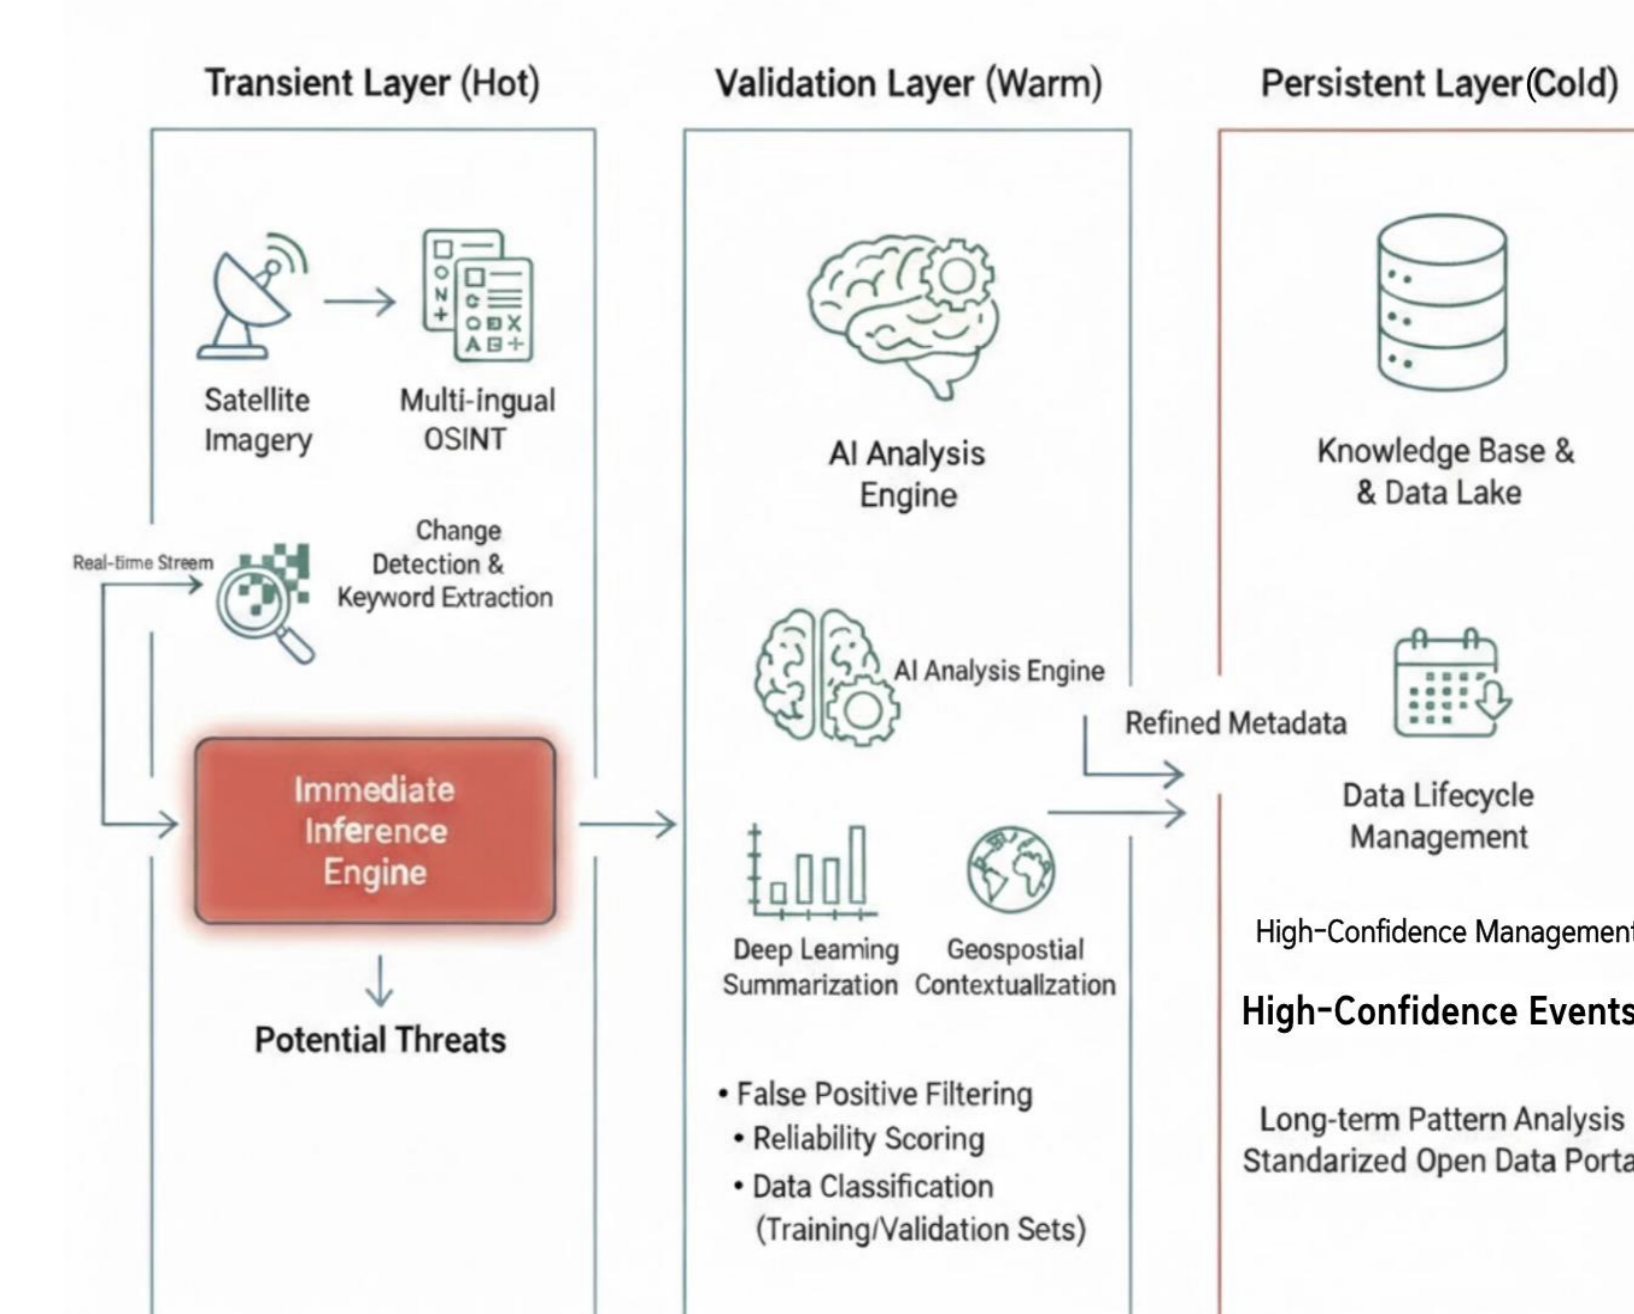 Transient Layer (Hot)
Satellite
Imagery
Multi-ingual
OSINT
Real-time Streem
Change
Detection &
Keyword Extraction
Immediate
Inference
Engine
Potential Threats
Validation Layer (Warm)
AI Analysis
Engine
AI Analysis Engine
Refined Metadata
Deep Leaming
Summarization
Geospostial
Contextualization
• False Positive Filtering
• Reliability Scoring
• Data Classification
(Training/Validation Sets)
Persistent Layer(Cold)
Knowledge Base &
& Data Lake
Data Lifecycle
Management
High-Confidence Management
High-Confidence Events
Long-term Pattern Analysis
Standarized Open Data Porta